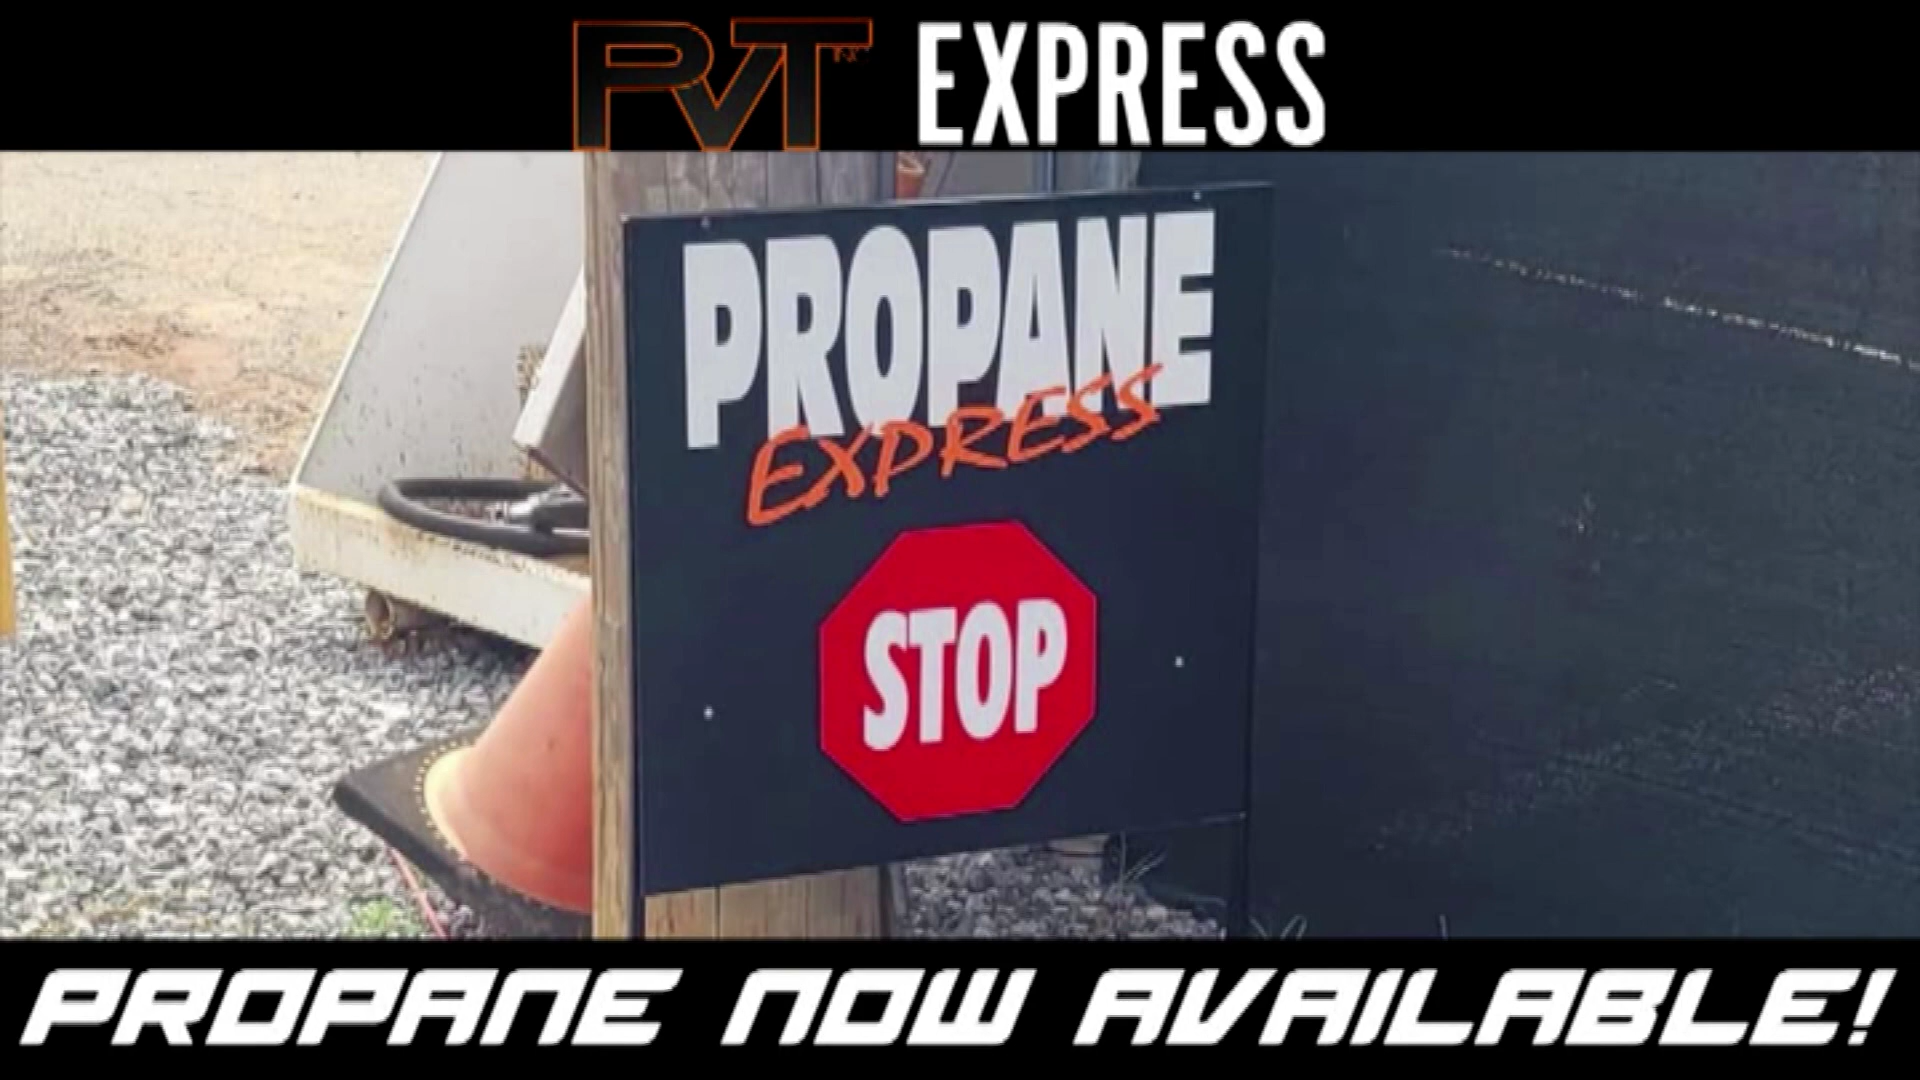 PVT EXPRESS
PROPANE
EXPRESS
STOP
PROPANE NOW AVAILABLE!